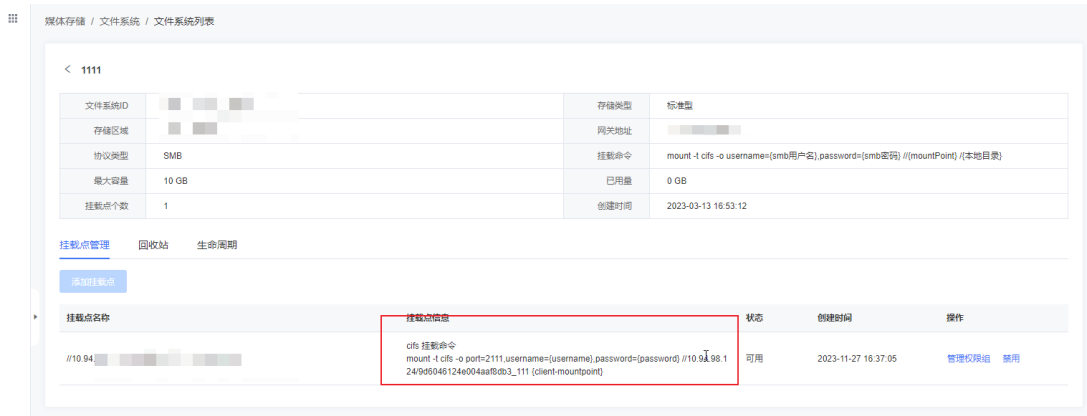 媒体存储 / 文件系统 / 文件系统列表
< 1111
文件系统ID
存储类型 标准型
存储区域
网关地址
协议类型 SMB
挂载命令 mount -t cifs -o username={smb用户名},password={smb密码} //{mountPoint} /{本地目录}
最大容量 10 GB
已用量 0 GB
挂载点个数 1
创建时间 2023-03-13 16:53:12
挂载点管理 回收站 生命周期
添加挂载点
挂载点名称 挂载点信息 状态 创建时间 操作
cifs 挂载命令
//10.94. mount -t cifs -o port=2111,username={username},password={password} //10.94.98.1 可用 2023-11-27 16:37:05 管理权限组 禁用
24/9d6046124e004aaf8db3_111 {client-mountpoint}